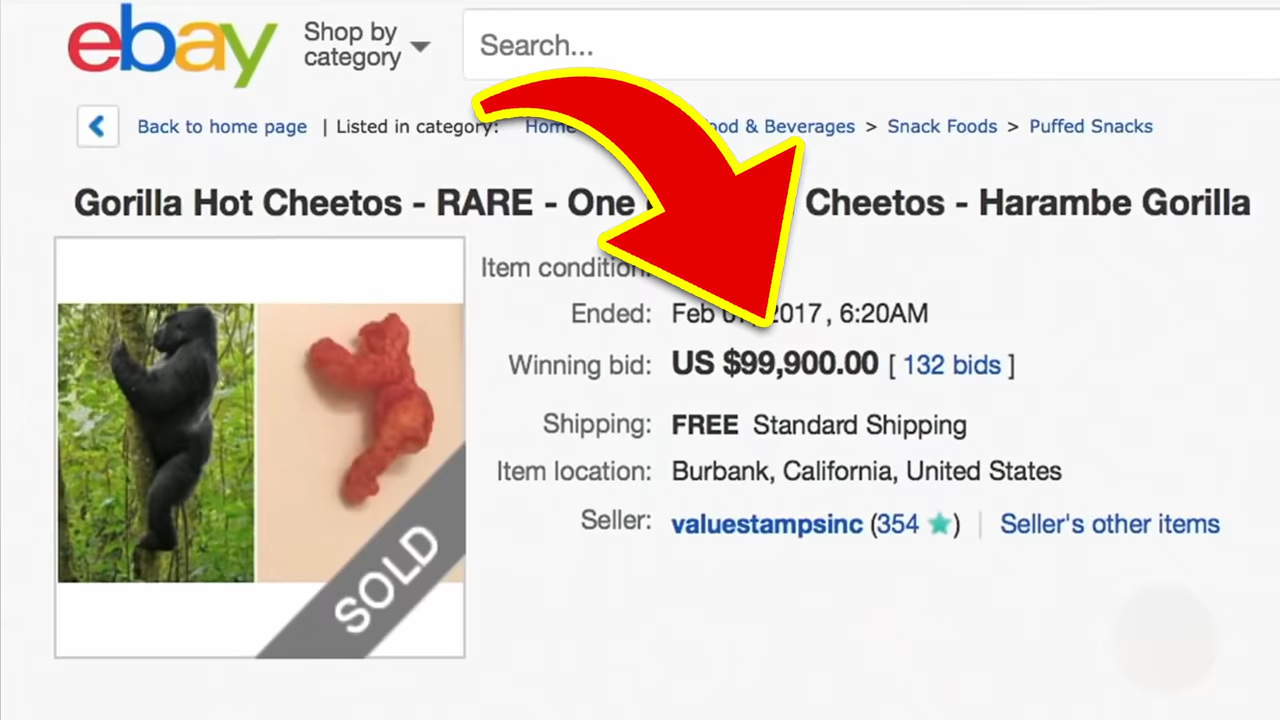 ebay
Shop by
category
Search...
Back to home page | Listed in category: Home & Beverages > Snack Foods > Puffed Snacks
Gorilla Hot Cheetos - RARE - One Cheetos - Harambe Gorilla
Item condition:
Ended: Feb 2017, 6:20AM
Winning bid: US $99,900.00 [ 132 bids ]
Shipping: FREE Standard Shipping
Item location: Burbank, California, United States
Seller: valuestampsinc (354 ★) | Seller's other items
SOLD